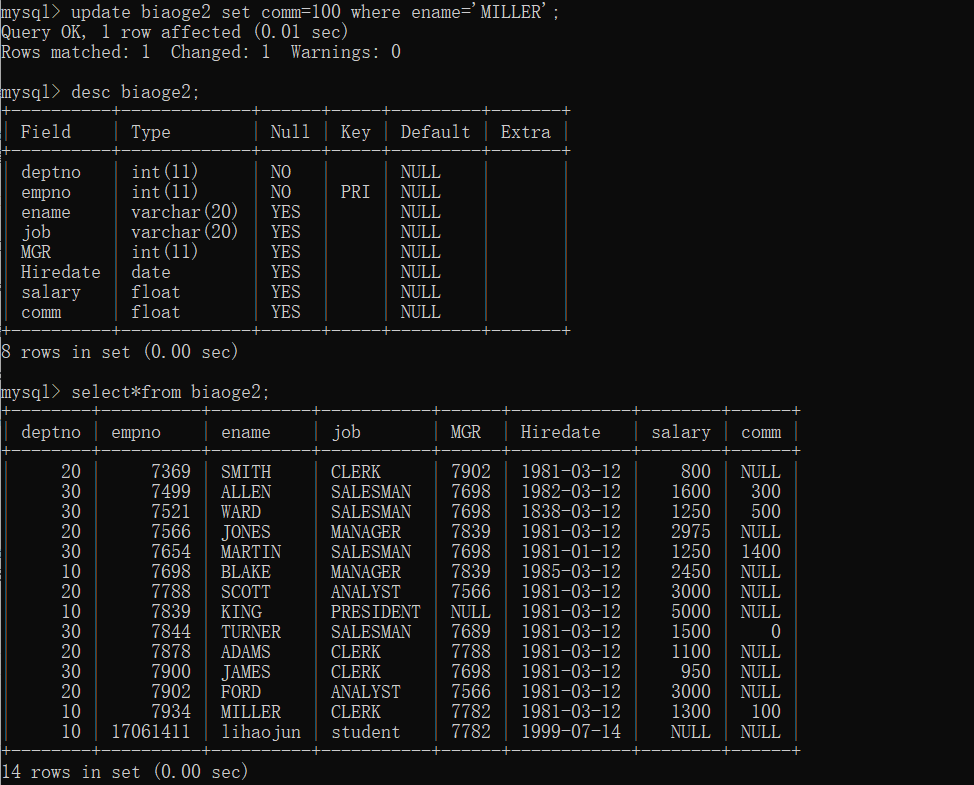 mysql> update biaoge2 set comm=100 where ename='MILLER';
Query OK, 1 row affected (0.01 sec)
Rows matched: 1  Changed: 1  Warnings: 0
mysql> desc biaoge2;
+----------+-------------+------+-----+---------+-------+
| Field    | Type        | Null | Key | Default | Extra |
+----------+-------------+------+-----+---------+-------+
| deptno   | int(11)     | NO   |     | NULL    |       |
| empno    | int(11)     | NO   | PRI | NULL    |       |
| ename    | varchar(20) | YES  |     | NULL    |       |
| job      | varchar(20) | YES  |     | NULL    |       |
| MGR      | int(11)     | YES  |     | NULL    |       |
| Hiredate | date        | YES  |     | NULL    |       |
| salary   | float       | YES  |     | NULL    |       |
| comm     | float       | YES  |     | NULL    |       |
+----------+-------------+------+-----+---------+-------+
8 rows in set (0.00 sec)
mysql> select*from biaoge2;
+--------+----------+----------+-----------+------+------------+--------+------+
| deptno | empno    | ename    | job       | MGR  | Hiredate   | salary | comm |
+--------+----------+----------+-----------+------+------------+--------+------+
|     20 |     7369 | SMITH    | CLERK     | 7902 | 1981-03-12 |    800 | NULL |
|     30 |     7499 | ALLEN    | SALESMAN  | 7698 | 1982-03-12 |   1600 |  300 |
|     30 |     7521 | WARD     | SALESMAN  | 7698 | 1838-03-12 |   1250 |  500 |
|     20 |     7566 | JONES    | MANAGER   | 7839 | 1981-03-12 |   2975 | NULL |
|     30 |     7654 | MARTIN   | SALESMAN  | 7698 | 1981-01-12 |   1250 | 1400 |
|     10 |     7698 | BLAKE    | MANAGER   | 7839 | 1985-03-12 |   2450 | NULL |
|     20 |     7788 | SCOTT    | ANALYST   | 7566 | 1981-03-12 |   3000 | NULL |
|     10 |     7839 | KING     | PRESIDENT | NULL | 1981-03-12 |   5000 | NULL |
|     30 |     7844 | TURNER   | SALESMAN  | 7689 | 1981-03-12 |   1500 |    0 |
|     20 |     7878 | ADAMS    | CLERK     | 7788 | 1981-03-12 |   1100 | NULL |
|     30 |     7900 | JAMES    | CLERK     | 7698 | 1981-03-12 |    950 | NULL |
|     20 |     7902 | FORD     | ANALYST   | 7566 | 1981-03-12 |   3000 | NULL |
|     10 |     7934 | MILLER   | CLERK     | 7782 | 1981-03-12 |   1300 |  100 |
|     10 | 17061411 | lihaojun | student   | 7782 | 1999-07-14 |   NULL | NULL |
+--------+----------+----------+-----------+------+------------+--------+------+
14 rows in set (0.00 sec)